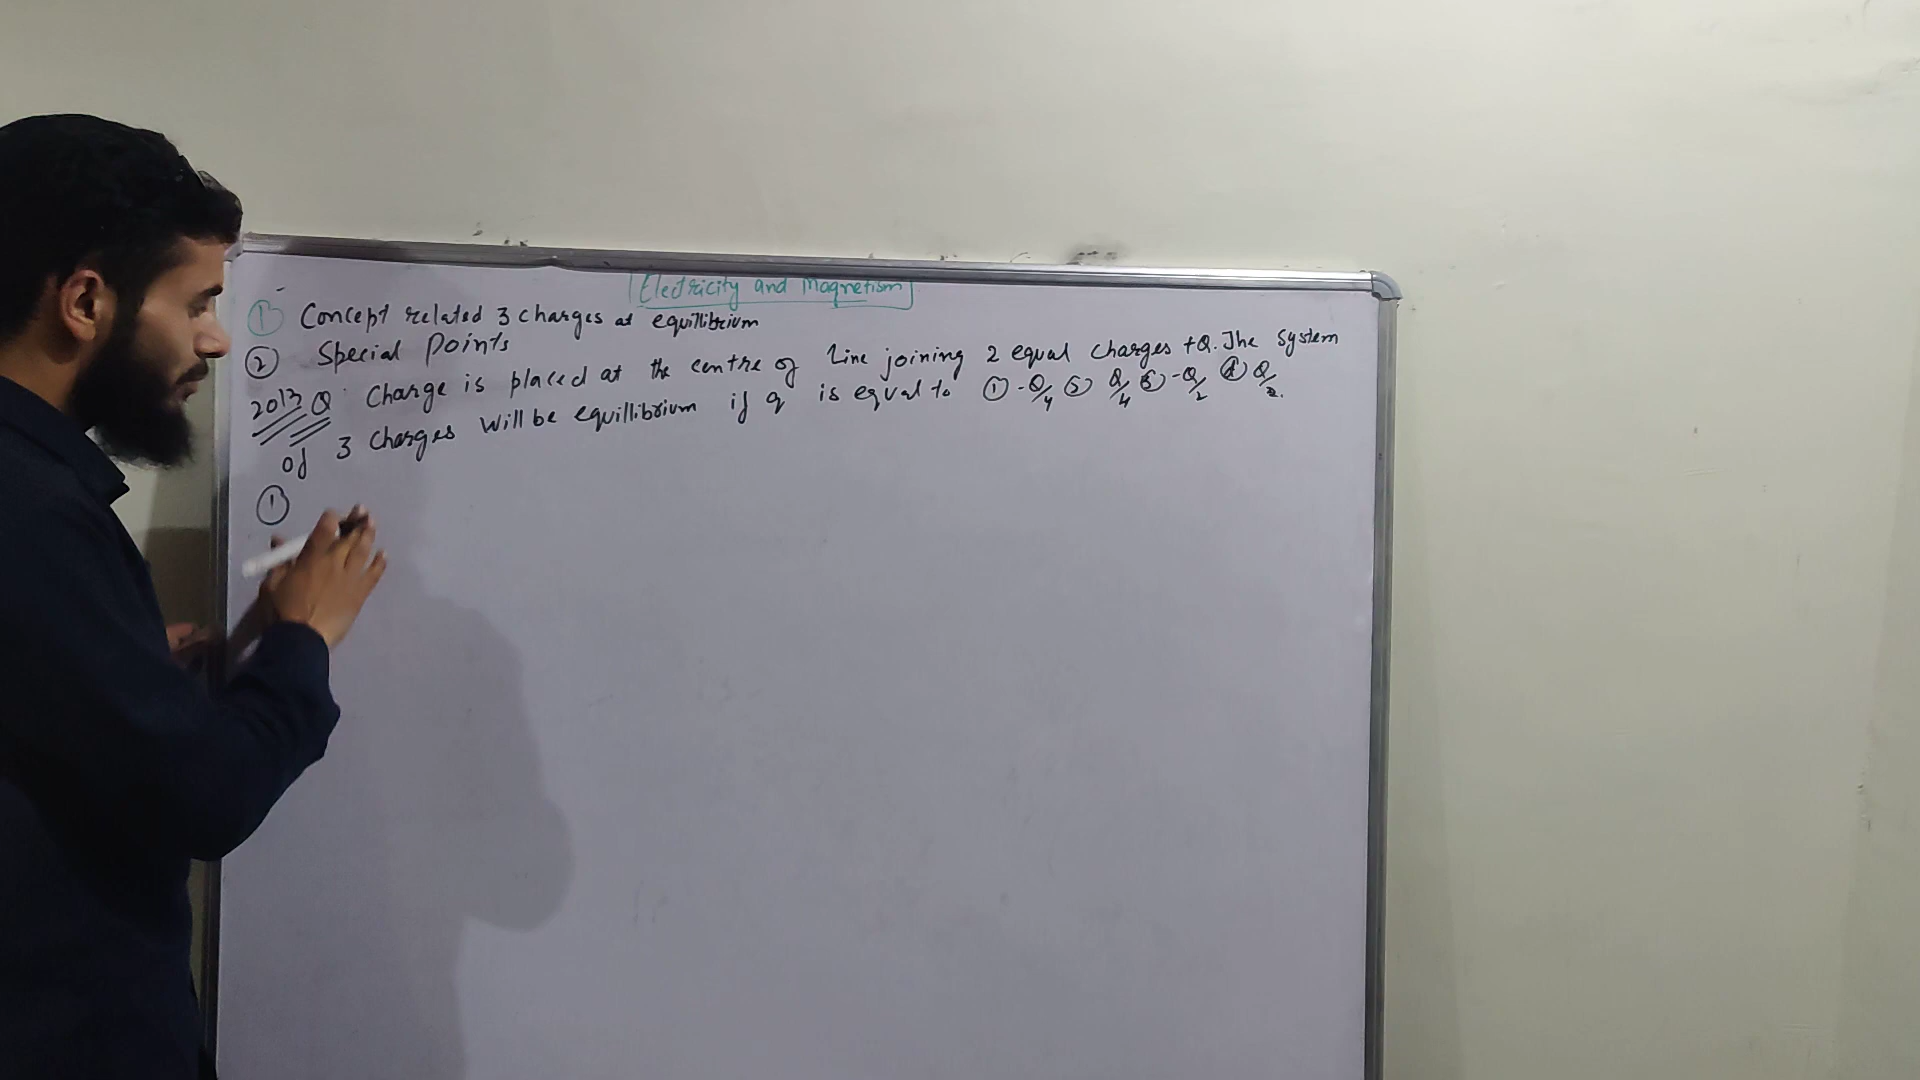 Electricity and Magnetism
① Concept related 3 charges at equillibrium
② Special Points
2013 Q Charge is placed at the centre of Line joining 2 equal charges +Q. The system
of 3 charges will be equillibrium if q is equal to ① -Q/4 ② Q/4 ③ -Q/2 ④ Q/2.
①